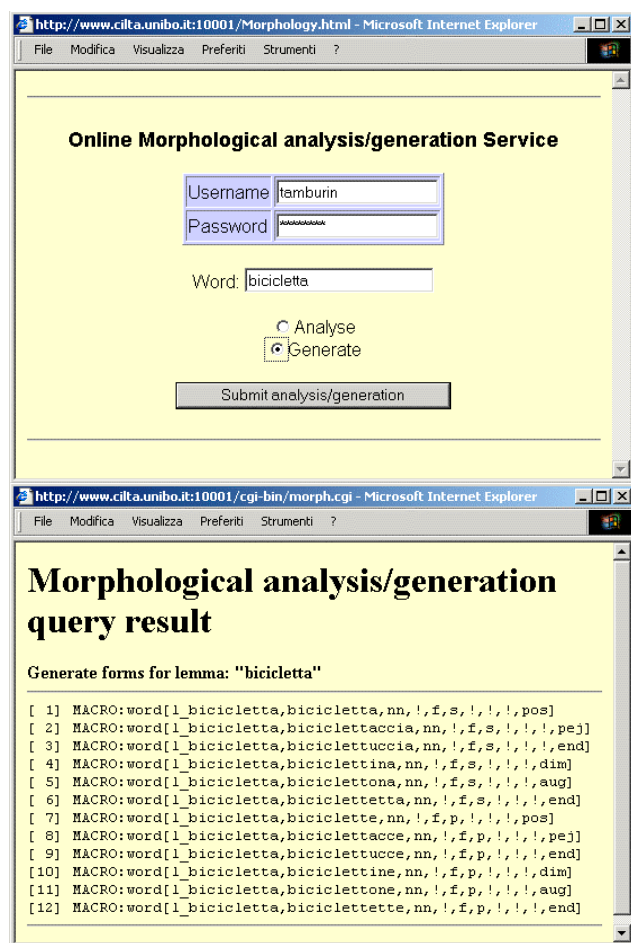 http://www.cilta.unibo.it:10001/Morphology.html - Microsoft Internet Explorer
File Modifica Visualizza Preferiti Strumenti ?
Online Morphological analysis/generation Service
Username tamburin
Password ********
Word: bicicletta
Analyse
Generate
Submit analysis/generation
http://www.cilta.unibo.it:10001/cgi-bin/morph.cgi - Microsoft Internet Explorer
File Modifica Visualizza Preferiti Strumenti ?
Morphological analysis/generation
query result
Generate forms for lemma: "bicicletta"
[ 1] MACRO:word[l_bicicletta,bicicletta,nn,!,f,s,!,!,!,pos]
[ 2] MACRO:word[l_bicicletta,biciclettaccia,nn,!,f,s,!,!,!,pej]
[ 3] MACRO:word[l_bicicletta,biciclettuccia,nn,!,f,s,!,!,!,end]
[ 4] MACRO:word[l_bicicletta,biciclettina,nn,!,f,s,!,!,!,dim]
[ 5] MACRO:word[l_bicicletta,biciclettona,nn,!,f,s,!,!,!,aug]
[ 6] MACRO:word[l_bicicletta,biciclettetta,nn,!,f,s,!,!,!,end]
[ 7] MACRO:word[l_bicicletta,biciclette,nn,!,f,p,!,!,!,pos]
[ 8] MACRO:word[l_bicicletta,biciclettacce,nn,!,f,p,!,!,!,pej]
[ 9] MACRO:word[l_bicicletta,biciclettucce,nn,!,f,p,!,!,!,end]
[10] MACRO:word[l_bicicletta,biciclettine,nn,!,f,p,!,!,!,dim]
[11] MACRO:word[l_bicicletta,biciclettone,nn,!,f,p,!,!,!,aug]
[12] MACRO:word[l_bicicletta,biciclettette,nn,!,f,p,!,!,!,end]